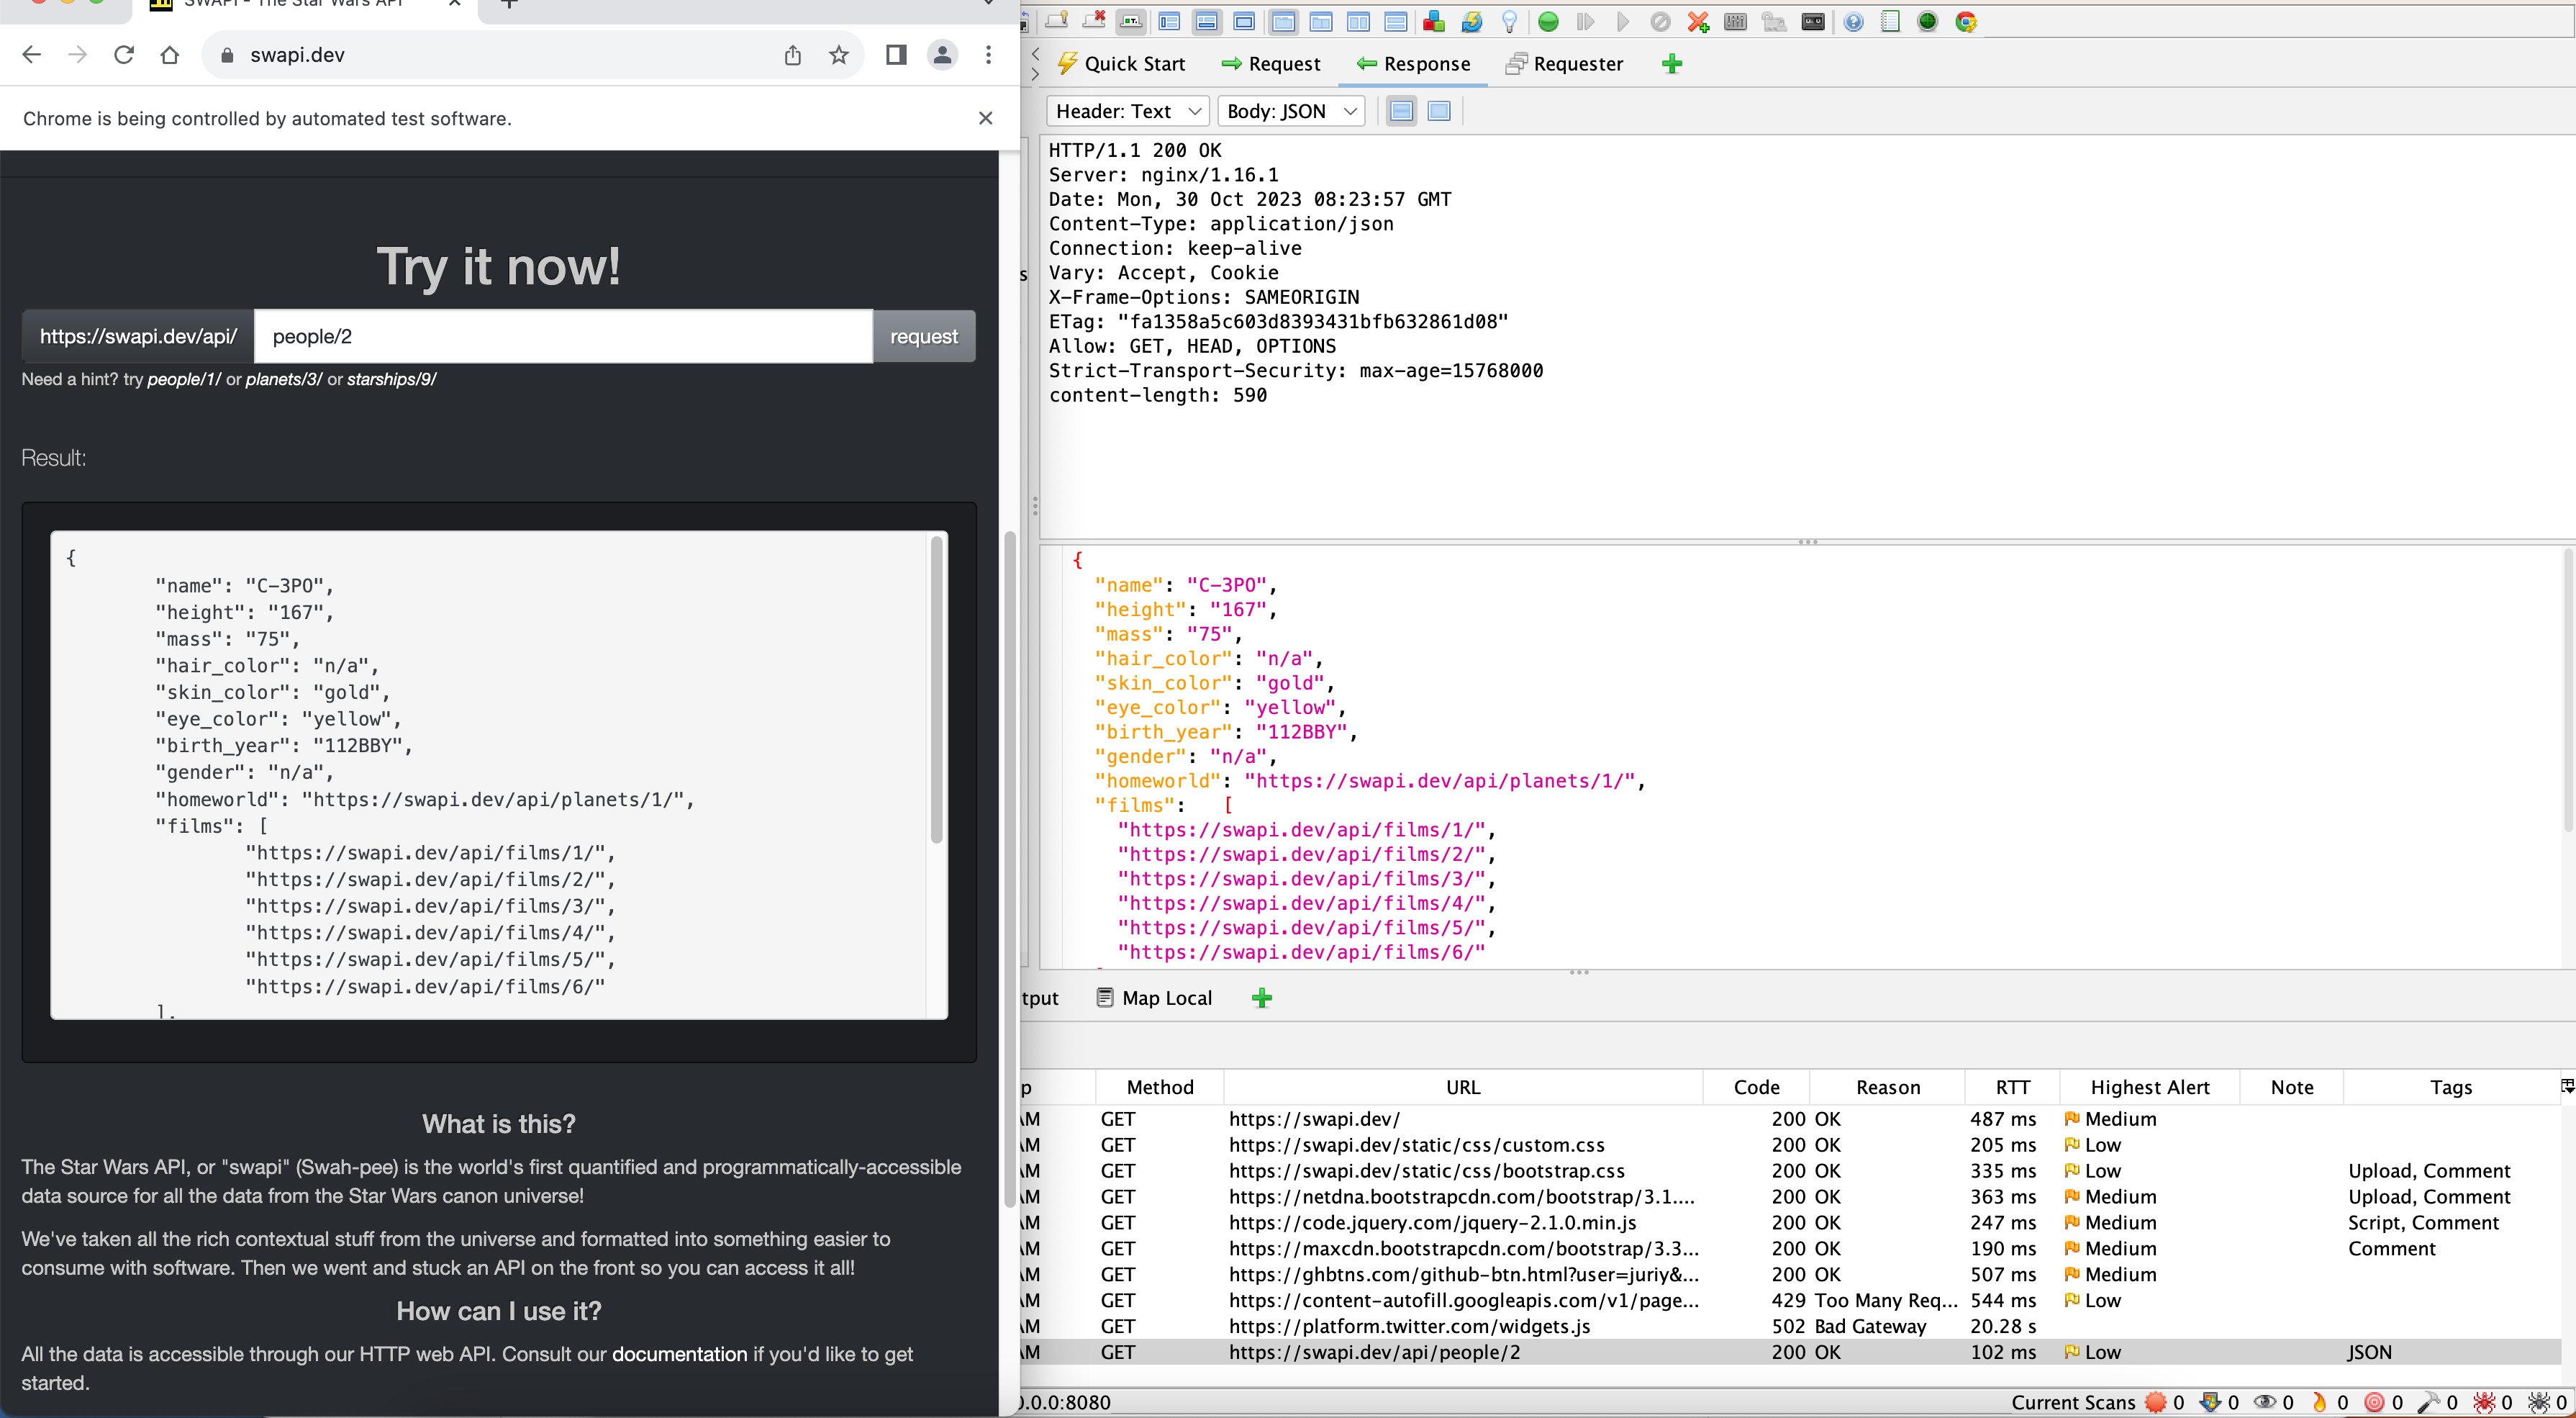 SWAPI - The Star Wars API
swapi.dev
Chrome is being controlled by automated test software.
Try it now!
https://swapi.dev/api/ people/2 request
Need a hint? try people/1/ or planets/3/ or starships/9/
Result:
{
"name": "C-3PO",
"height": "167",
"mass": "75",
"hair_color": "n/a",
"skin_color": "gold",
"eye_color": "yellow",
"birth_year": "112BBY",
"gender": "n/a",
"homeworld": "https://swapi.dev/api/planets/1/",
"films": [
"https://swapi.dev/api/films/1/",
"https://swapi.dev/api/films/2/",
"https://swapi.dev/api/films/3/",
"https://swapi.dev/api/films/4/",
"https://swapi.dev/api/films/5/",
"https://swapi.dev/api/films/6/"
],
What is this?
The Star Wars API, or "swapi" (Swah-pee) is the world's first quantified and programmatically-accessible
data source for all the data from the Star Wars canon universe!
We've taken all the rich contextual stuff from the universe and formatted into something easier to
consume with software. Then we went and stuck an API on the front so you can access it all!
How can I use it?
All the data is accessible through our HTTP web API. Consult our documentation if you'd like to get
started.
Quick Start Request Response Requester
Header: Text Body: JSON
HTTP/1.1 200 OK
Server: nginx/1.16.1
Date: Mon, 30 Oct 2023 08:23:57 GMT
Content-Type: application/json
Connection: keep-alive
Vary: Accept, Cookie
s
X-Frame-Options: SAMEORIGIN
ETag: "fa1358a5c603d8393431bfb632861d08"
Allow: GET, HEAD, OPTIONS
Strict-Transport-Security: max-age=15768000
content-length: 590
{
"name": "C-3PO",
"height": "167",
"mass": "75",
"hair_color": "n/a",
"skin_color": "gold",
"eye_color": "yellow",
"birth_year": "112BBY",
"gender": "n/a",
"homeworld": "https://swapi.dev/api/planets/1/",
"films": [
"https://swapi.dev/api/films/1/",
"https://swapi.dev/api/films/2/",
"https://swapi.dev/api/films/3/",
"https://swapi.dev/api/films/4/",
"https://swapi.dev/api/films/5/",
"https://swapi.dev/api/films/6/"
tput Map Local
p Method URL Code Reason RTT Highest Alert Note Tags
AM GET https://swapi.dev/ 200 OK 487 ms Medium
AM GET https://swapi.dev/static/css/custom.css 200 OK 205 ms Low
AM GET https://swapi.dev/static/css/bootstrap.css 200 OK 335 ms Low Upload, Comment
AM GET https://netdna.bootstrapcdn.com/bootstrap/3.1.... 200 OK 363 ms Medium Upload, Comment
AM GET https://code.jquery.com/jquery-2.1.0.min.js 200 OK 247 ms Medium Script, Comment
AM GET https://maxcdn.bootstrapcdn.com/bootstrap/3.3... 200 OK 190 ms Medium Comment
AM GET https://ghbtns.com/github-btn.html?user=juriy&... 200 OK 507 ms Medium
AM GET https://content-autofill.googleapis.com/v1/page... 429 Too Many Req... 544 ms Low
AM GET https://platform.twitter.com/widgets.js 502 Bad Gateway 20.28 s
AM GET https://swapi.dev/api/people/2 200 OK 102 ms Low JSON
0.0.0:8080 Current Scans 0 0 0 0 0 0 0 0